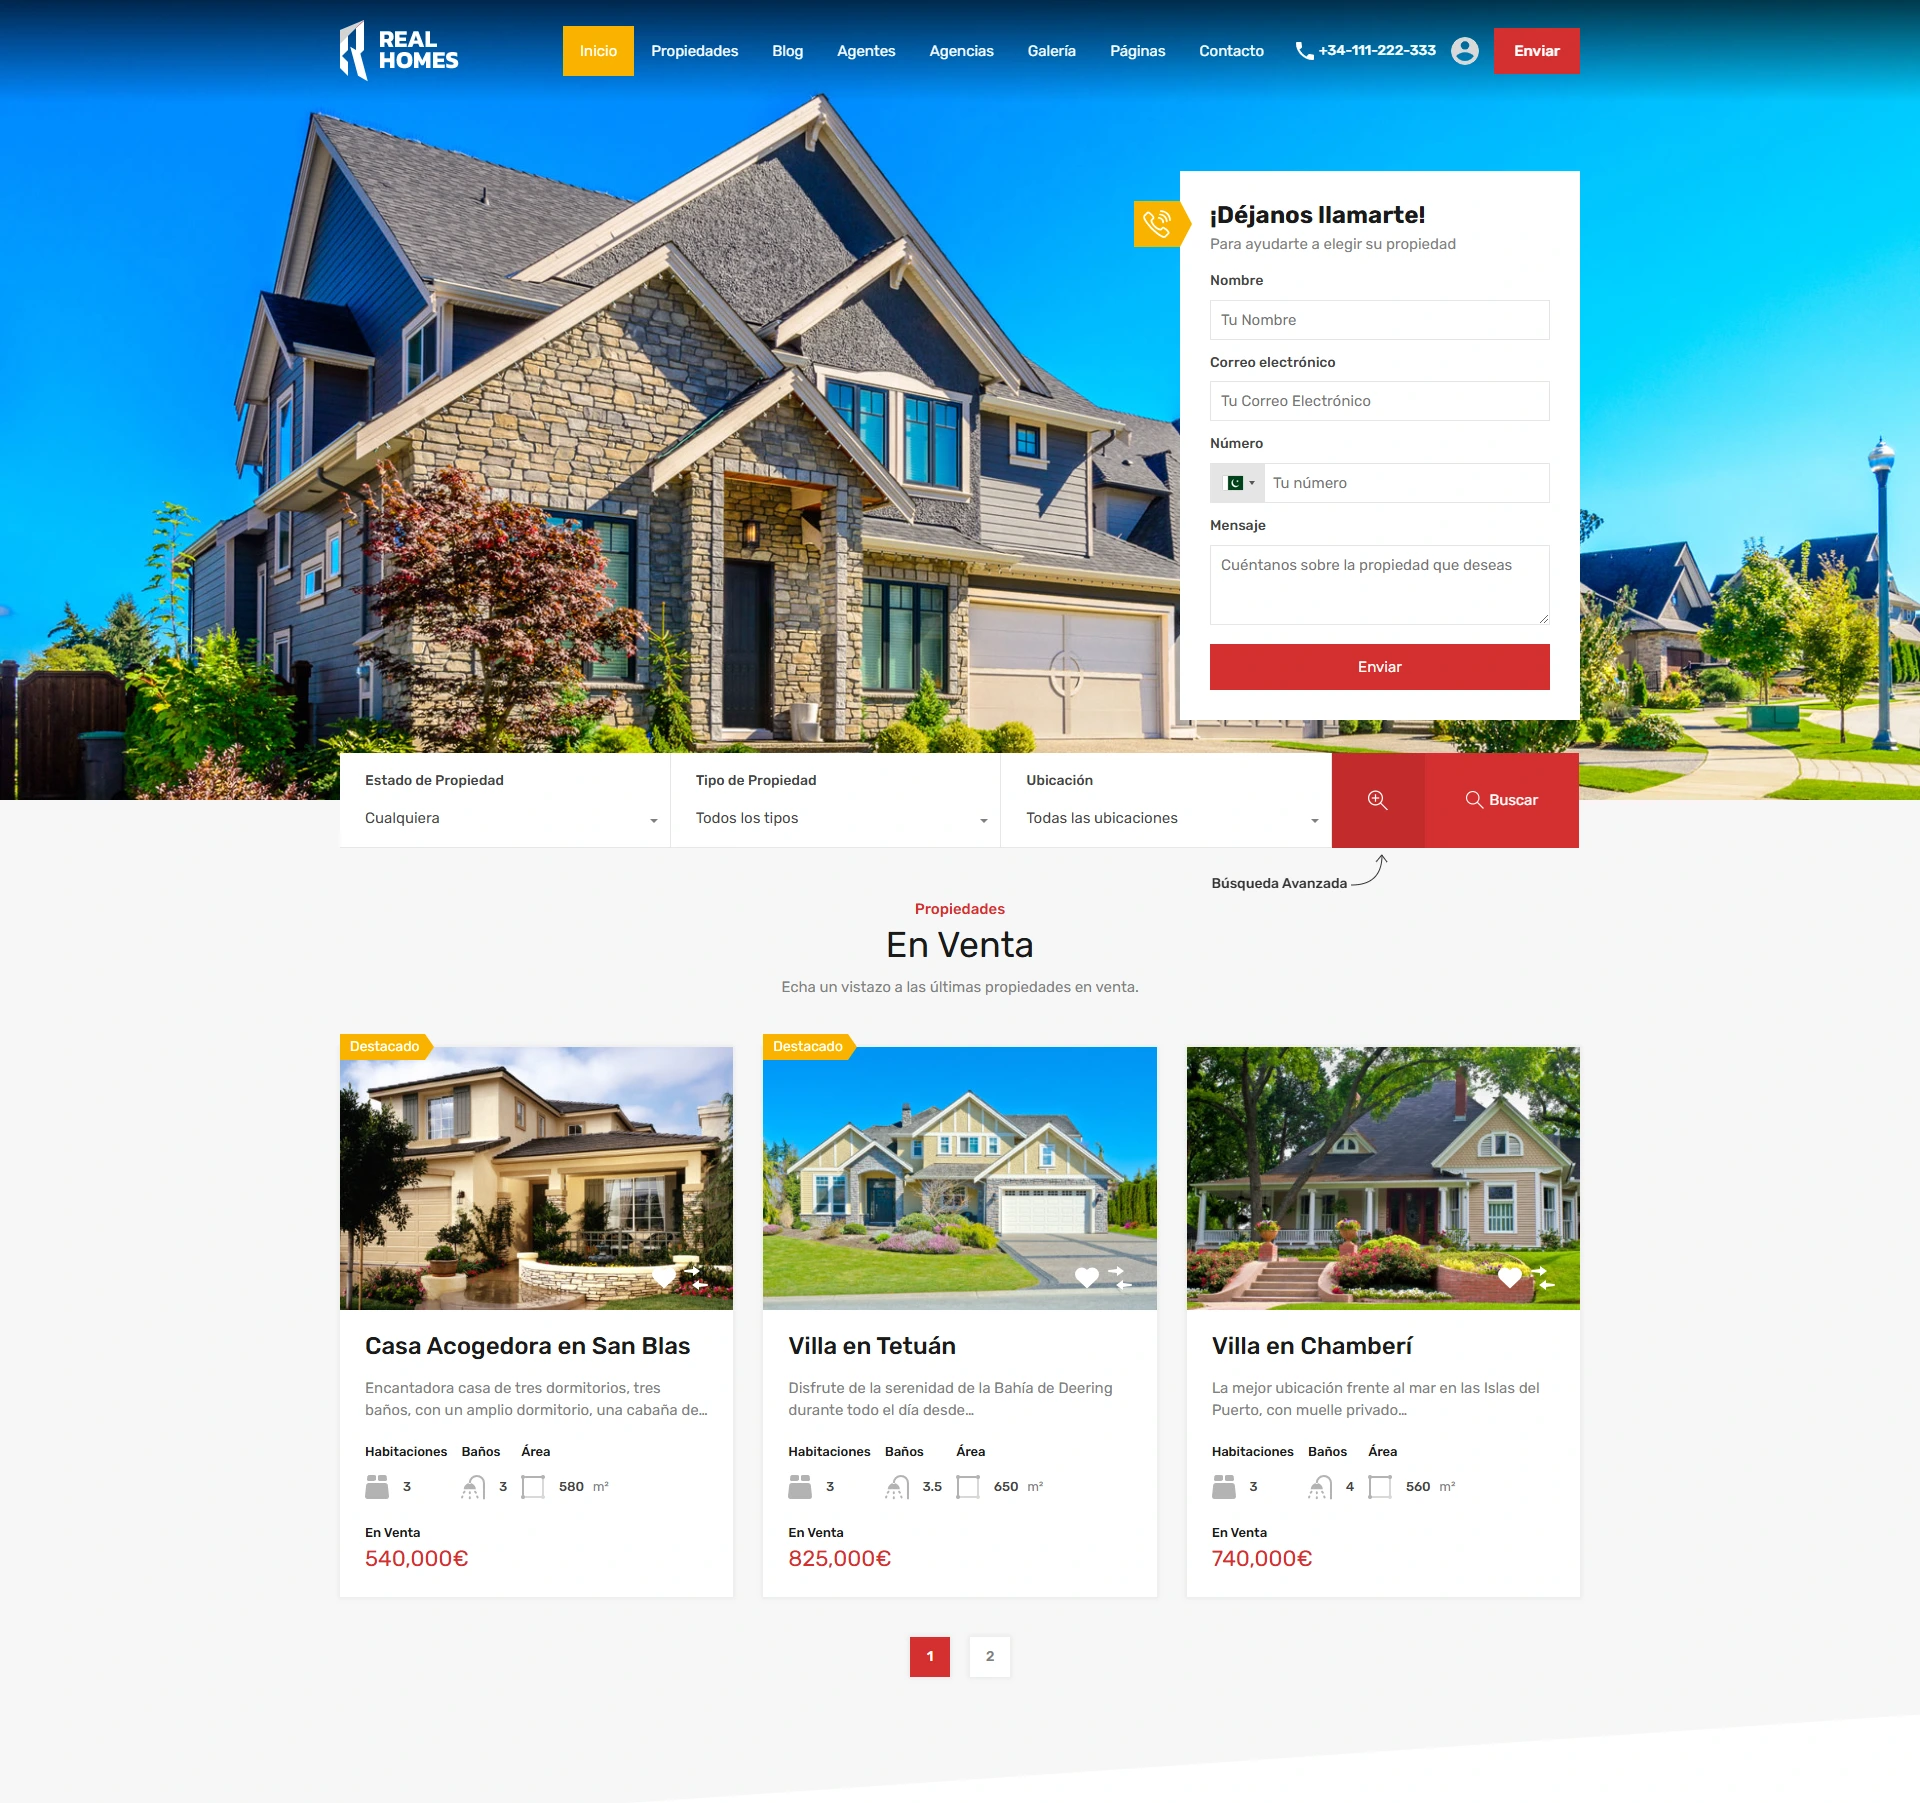 REAL
HOMES
Inicio
Propiedades
Blog
Agentes
Agencias
Galería
Páginas
Contacto
+34-111-222-333
Enviar
¡Déjanos llamarte!
Para ayudarte a elegir su propiedad
Nombre
Tu Nombre
Correo electrónico
Tu Correo Electrónico
Número
Tu número
Mensaje
Cuéntanos sobre la propiedad que deseas
Enviar
Estado de Propiedad
Cualquiera
Tipo de Propiedad
Todos los tipos
Ubicación
Todas las ubicaciones
Buscar
Búsqueda Avanzada
Propiedades
En Venta
Echa un vistazo a las últimas propiedades en venta.
Destacado
Casa Acogedora en San Blas
Encantadora casa de tres dormitorios, tres
baños, con un amplio dormitorio, una cabaña de…
Habitaciones Baños Área
3 3 580 m²
En Venta
540,000€
Destacado
Villa en Tetuán
Disfrute de la serenidad de la Bahía de Deering
durante todo el día desde…
Habitaciones Baños Área
3 3.5 650 m²
En Venta
825,000€
Villa en Chamberí
La mejor ubicación frente al mar en las Islas del
Puerto, con muelle privado…
Habitaciones Baños Área
3 4 560 m²
En Venta
740,000€
1 2